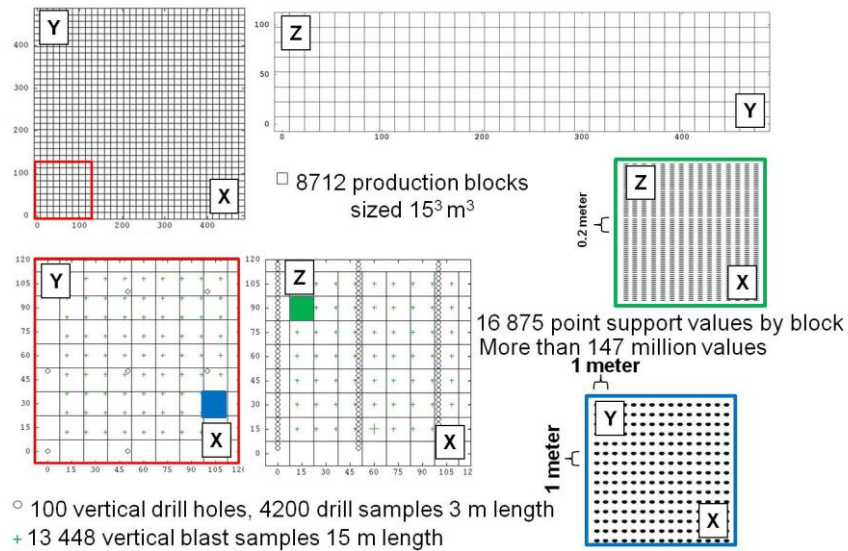 Y
400
300
200
100
0
X
0 100 200 300 400
Z
100
50
0
Y
0 100 200 300 400
8712 production blocks
sized 15³ m³
Z
0.2 meter
X
120
105
90
75
60
45
30
15
0
Y
X
0 15 30 45 60 75 90 105 120
120
105
90
75
60
45
30
15
0
Z
X
0 15 30 45 60 75 90 105 12
16 875 point support values by block
More than 147 million values
1 meter
1 meter
Y
X
100 vertical drill holes, 4200 drill samples 3 m length
+ 13 448 vertical blast samples 15 m length